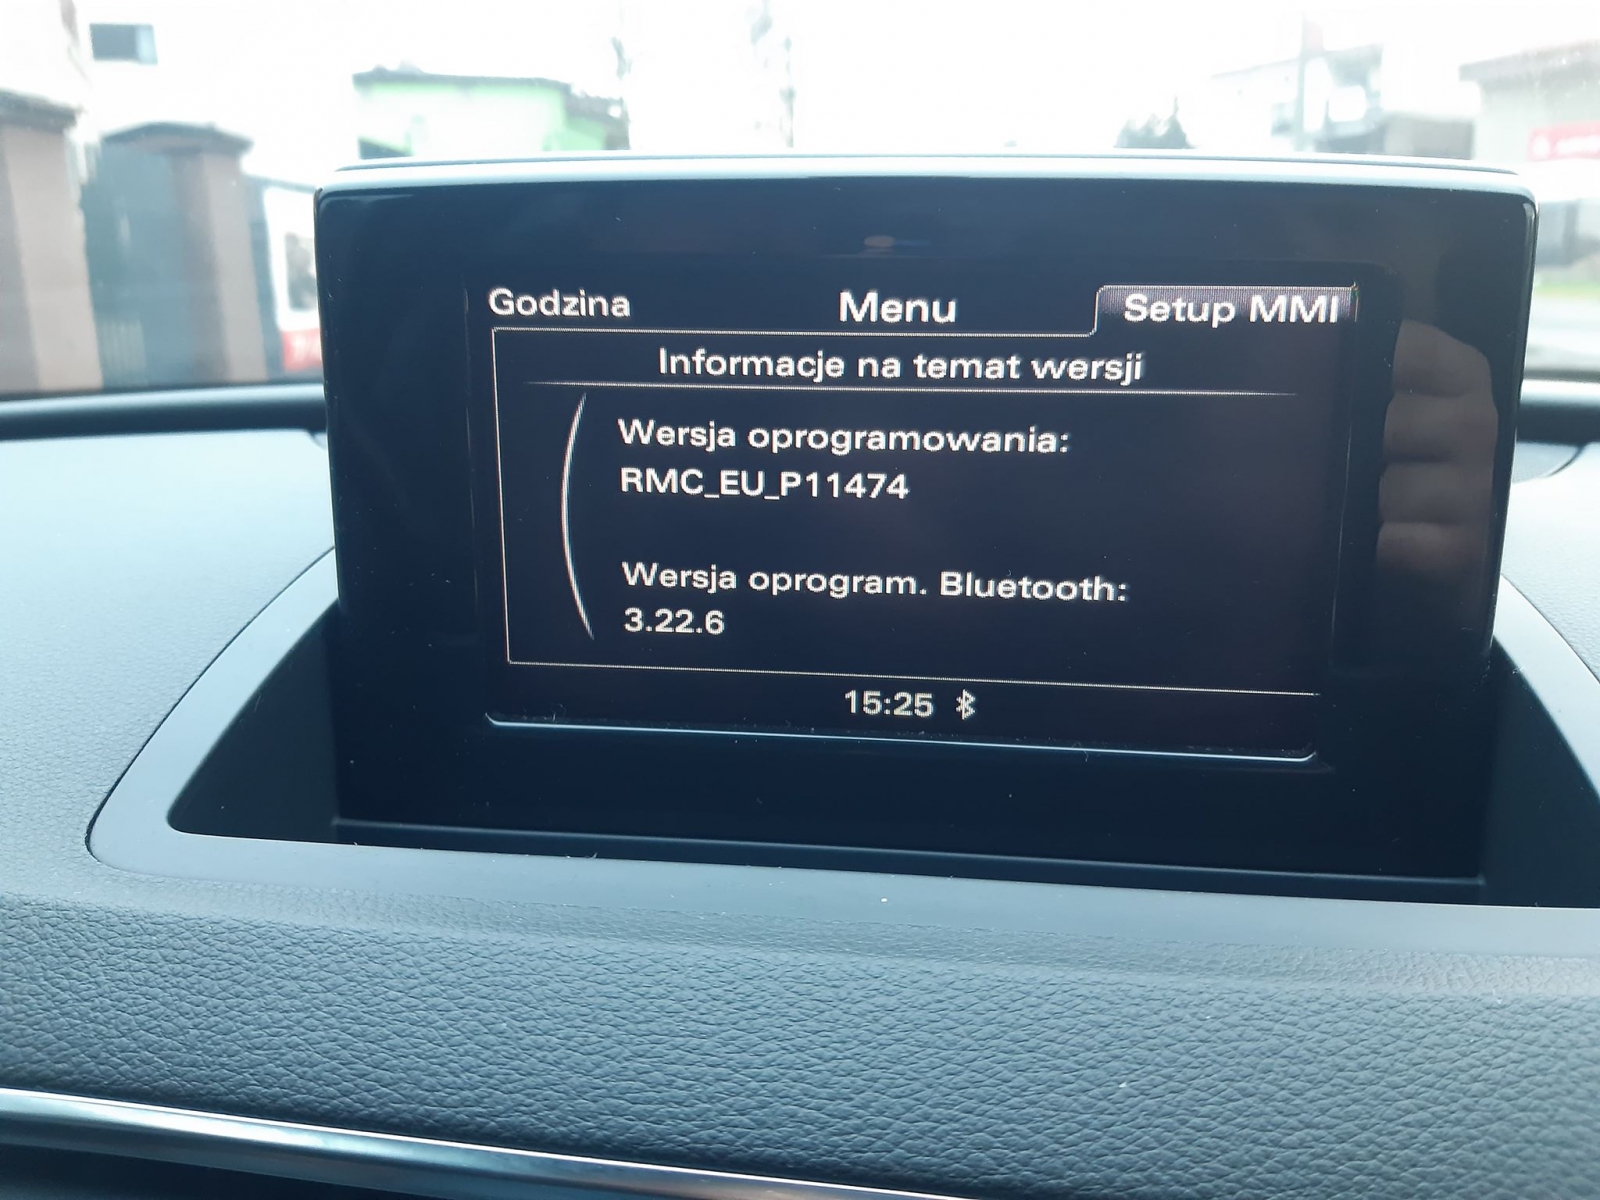 Godzina Menu Setup MMI
Informacje na temat wersji
Wersja oprogramowania:
RMC_EU_P11474
Wersja oprogram. Bluetooth:
3.22.6
15:25